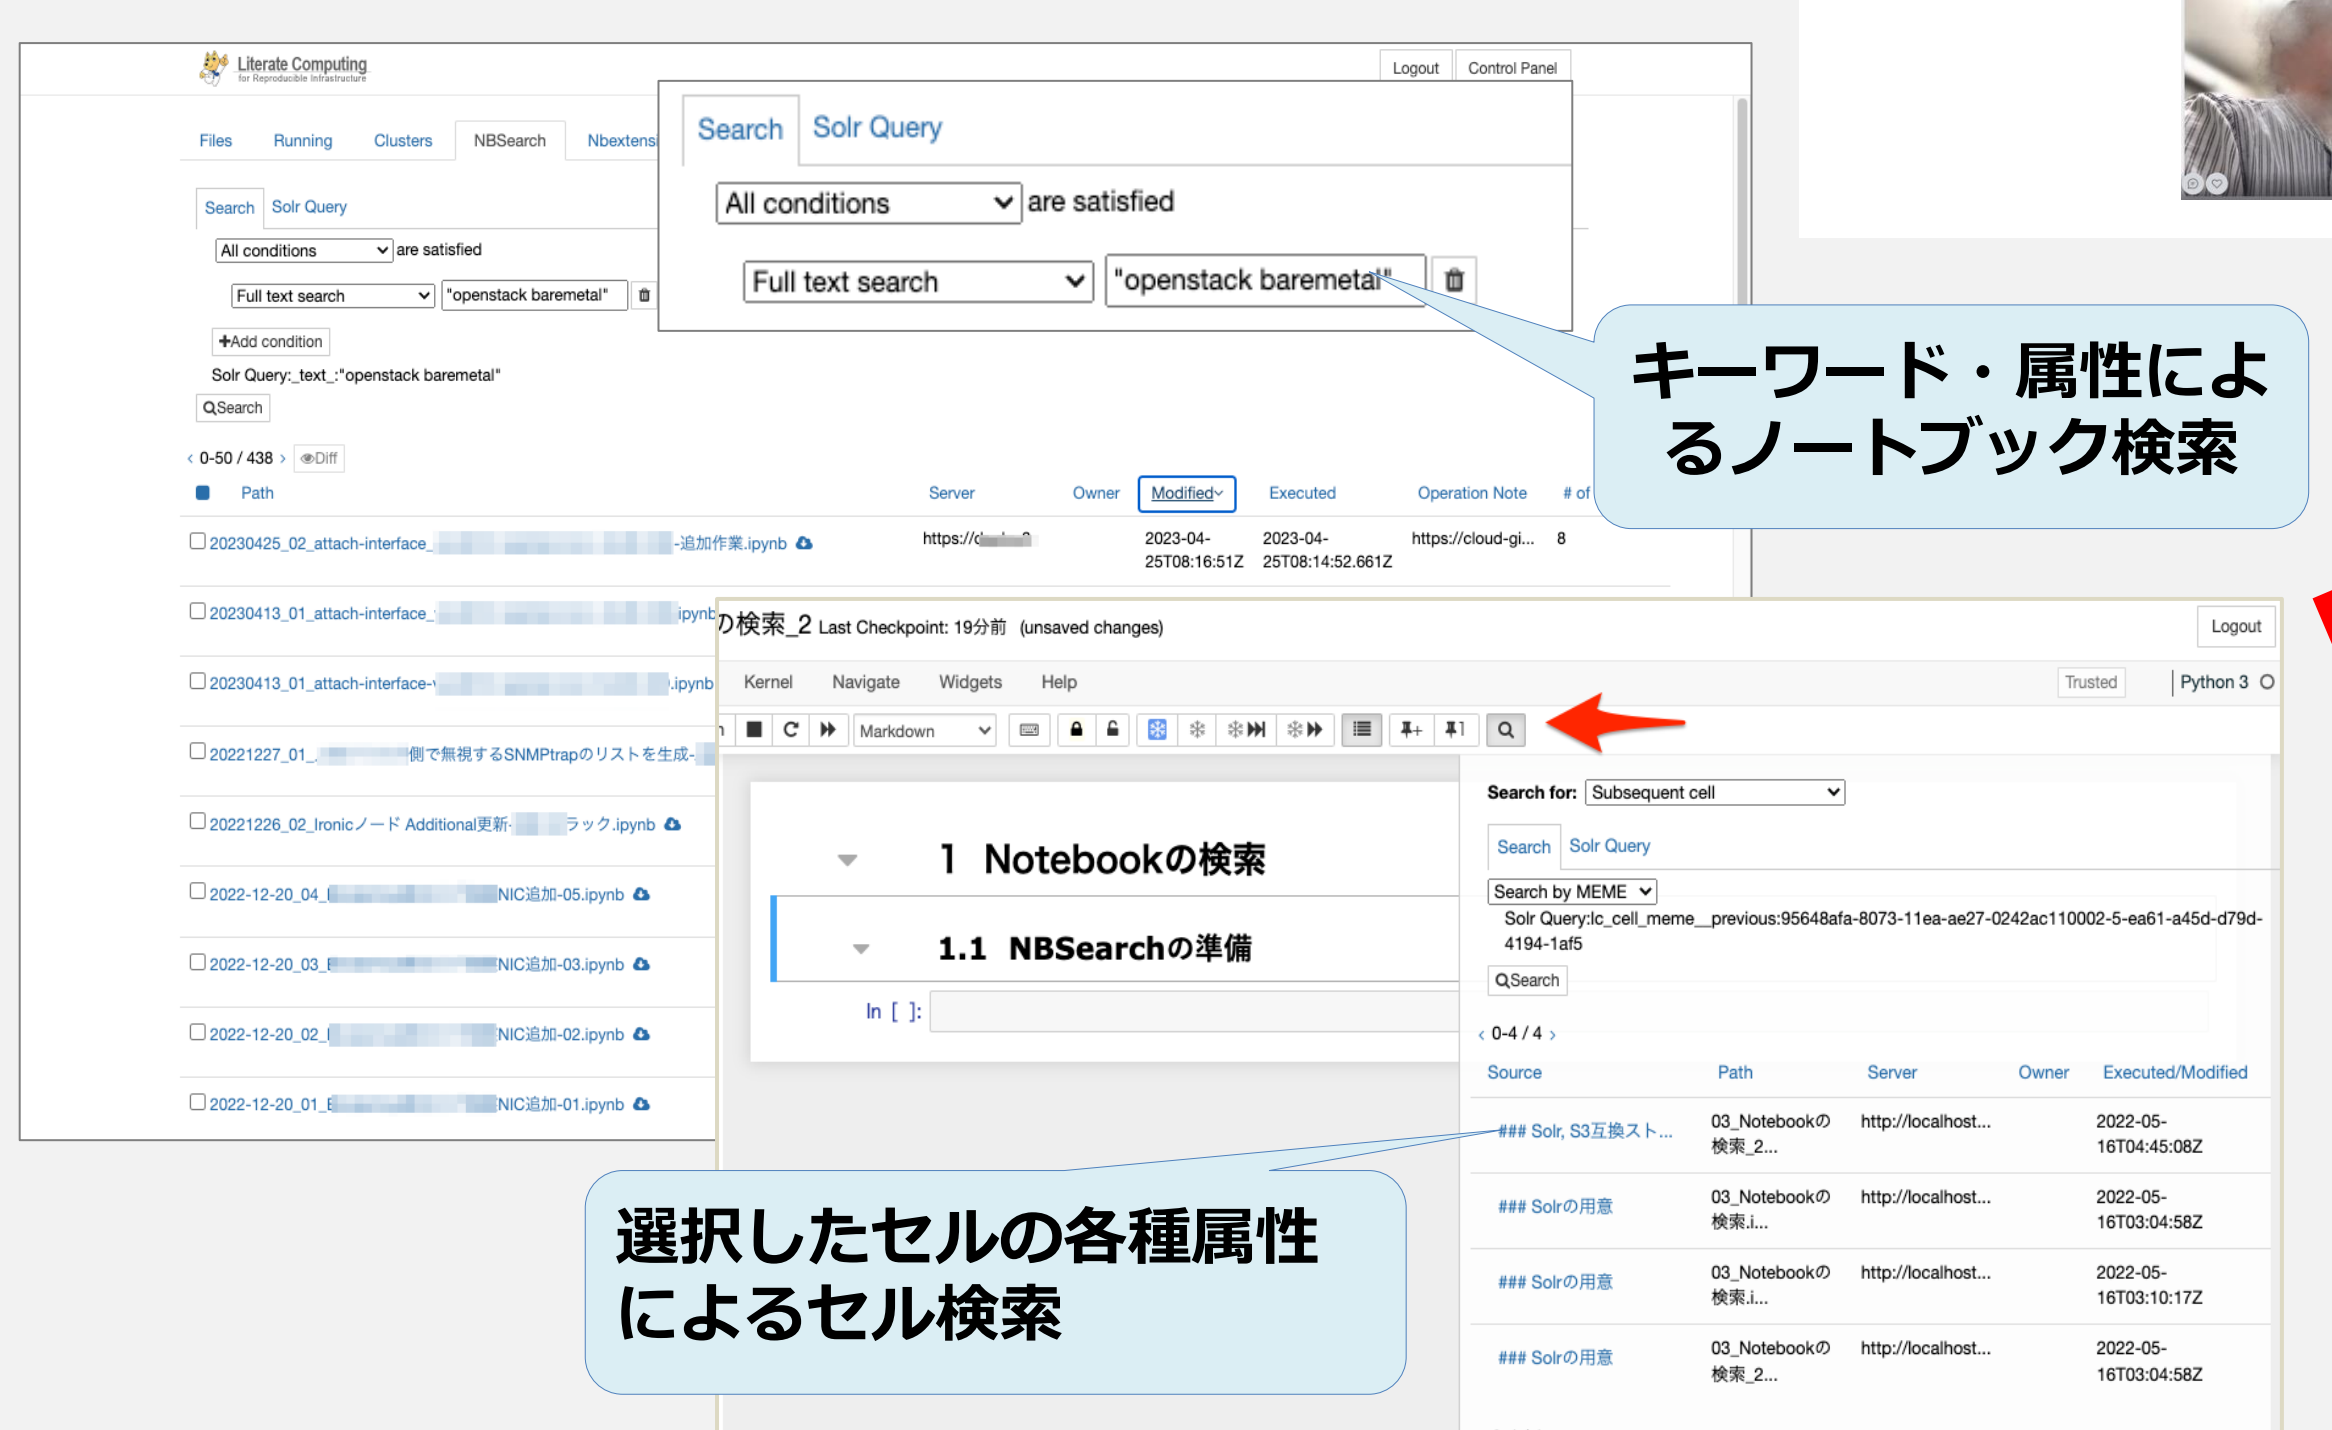 Literate Computing
for Reproducible Infrastructure
Logout Control Panel
Files Running Clusters NBSearch Nbextensi
Search Solr Query
All conditions are satisfied
Full text search "openstack baremetal"
+Add condition
Solr Query:_text_:"openstack baremetal"
Search
‹ 0-50 / 438 › Diff
Path Server Owner Modified Executed Operation Note # of
20230425_02_attach-interface_ -追加作業.ipynb https:// 2023-04-25T08:16:51Z 2023-04-25T08:14:52.661Z https://cloud-gi... 8
20230413_01_attach-interface_ ipynb
20230413_01_attach-interface- .ipynb
20221227_01_ 側で無視するSNMPtrapのリストを生成-
20221226_02_Ironicノード Additional更新- ラック.ipynb
2022-12-20_04_ NIC追加-05.ipynb
2022-12-20_03_ NIC追加-03.ipynb
2022-12-20_02_ NIC追加-02.ipynb
2022-12-20_01_ NIC追加-01.ipynb
Search Solr Query
All conditions are satisfied
Full text search "openstack baremetal"
キーワード・属性によ
るノートブック検索
の検索_2 Last Checkpoint: 19分前 (unsaved changes)
Logout
Kernel Navigate Widgets Help Trusted Python 3
Markdown
1 Notebookの検索
1.1 NBSearchの準備
In [ ]:
Search for: Subsequent cell
Search Solr Query
Search by MEME
Solr Query:lc_cell_meme__previous:95648afa-8073-11ea-ae27-0242ac110002-5-ea61-a45d-d79d-
4194-1af5
Search
‹ 0-4 / 4 ›
Source Path Server Owner Executed/Modified
### Solr, S3互換スト... 03_Notebookの検索_2... http://localhost... 2022-05-16T04:45:08Z
### Solrの用意 03_Notebookの検索.i... http://localhost... 2022-05-16T03:04:58Z
### Solrの用意 03_Notebookの検索.i... http://localhost... 2022-05-16T03:10:17Z
### Solrの用意 03_Notebookの検索_2... http://localhost... 2022-05-16T03:04:58Z
選択したセルの各種属性
によるセル検索